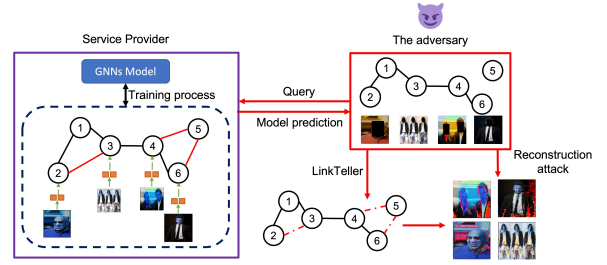 Service Provider
The adversary
GNNs Model
Training process
Query
Model prediction
LinkTeller
Reconstruction
attack
1
2
3
4
5
6
1
2
3
4
5
6
1
2
3
4
5
6